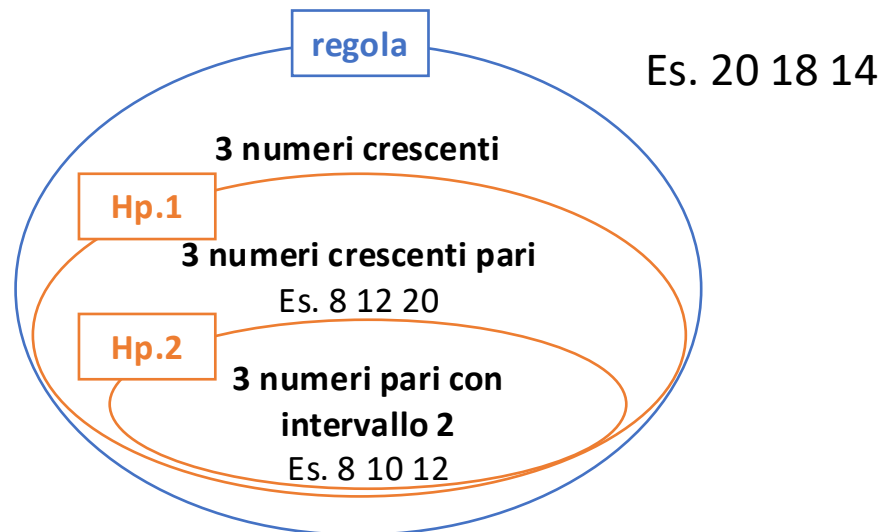 regola
Es. 20 18 14
3 numeri crescenti
Hp.1
3 numeri crescenti pari
Es. 8 12 20
Hp.2
3 numeri pari con
intervallo 2
Es. 8 10 12